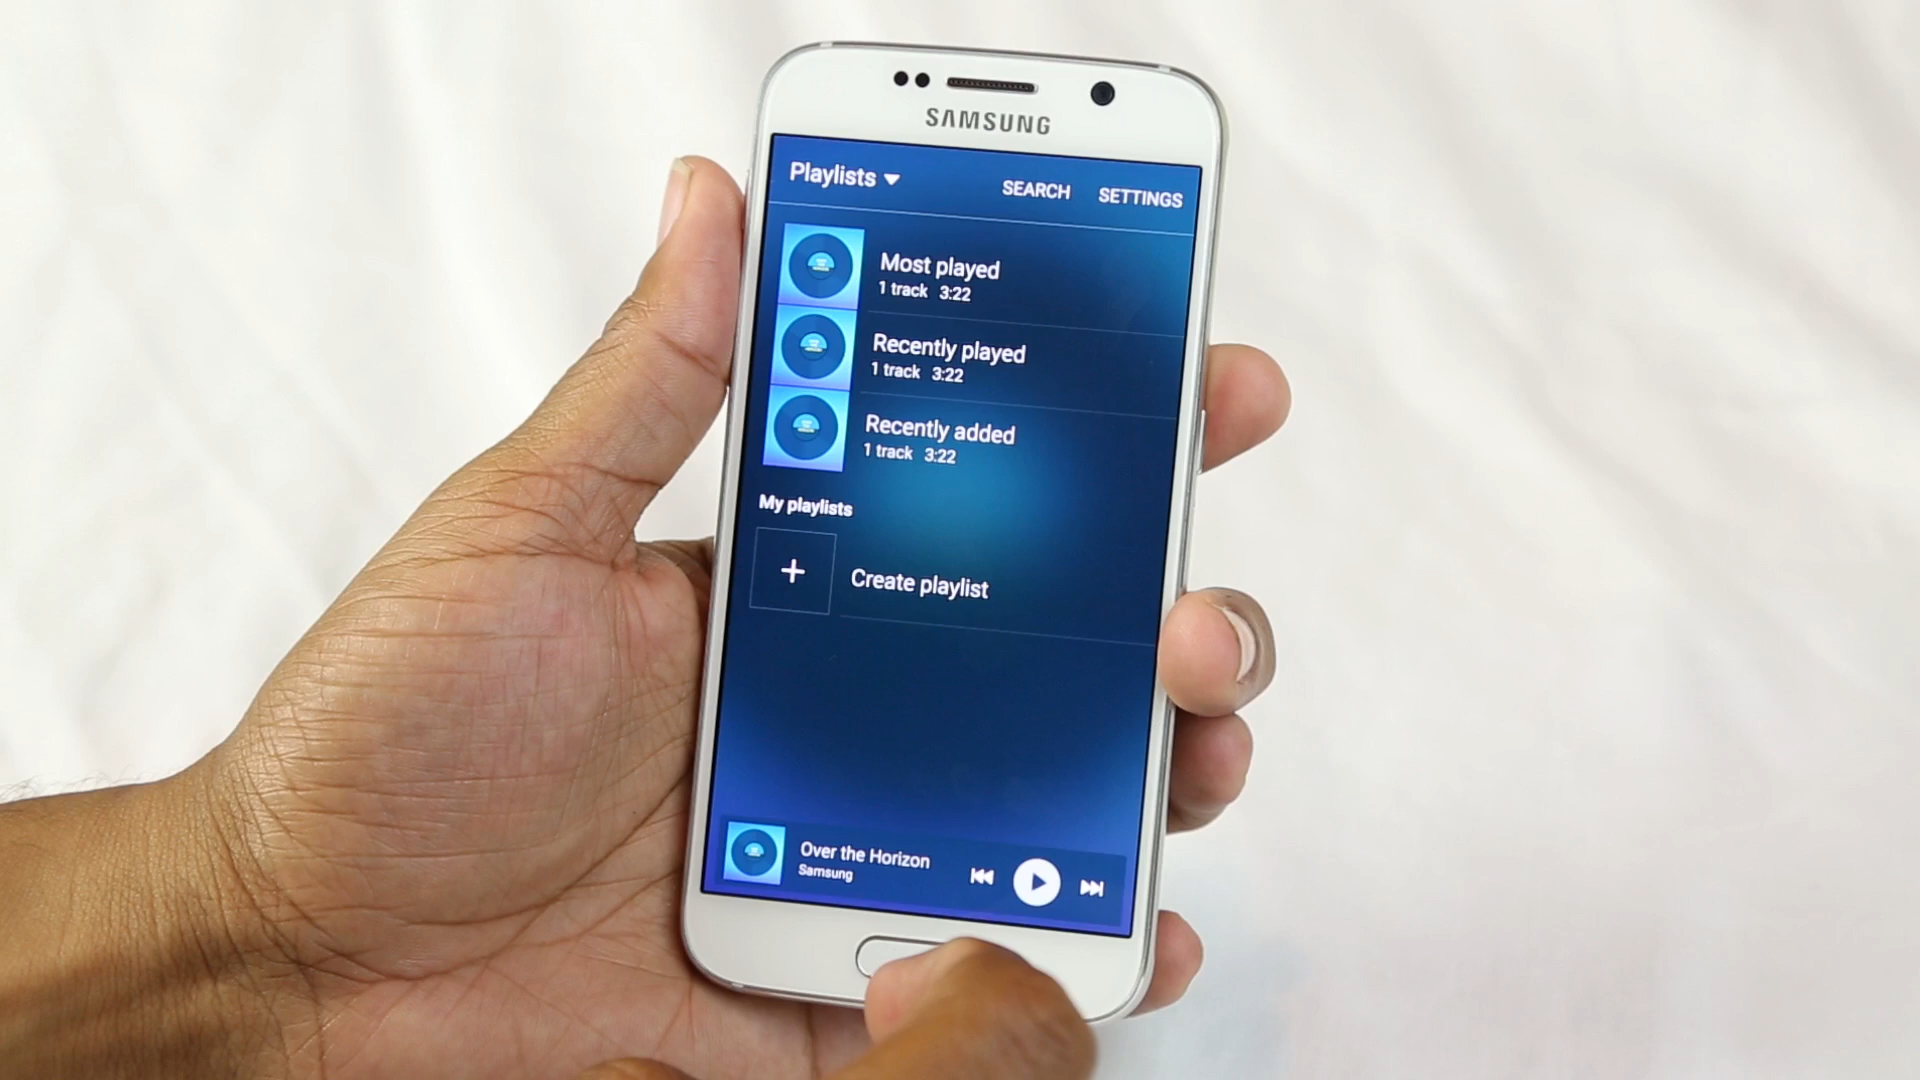 SAMSUNG
Playlists SEARCH SETTINGS
Most played
1 track 3:22
Recently played
1 track 3:22
Recently added
1 track 3:22
My playlists
Create playlist
Over the Horizon
Samsung